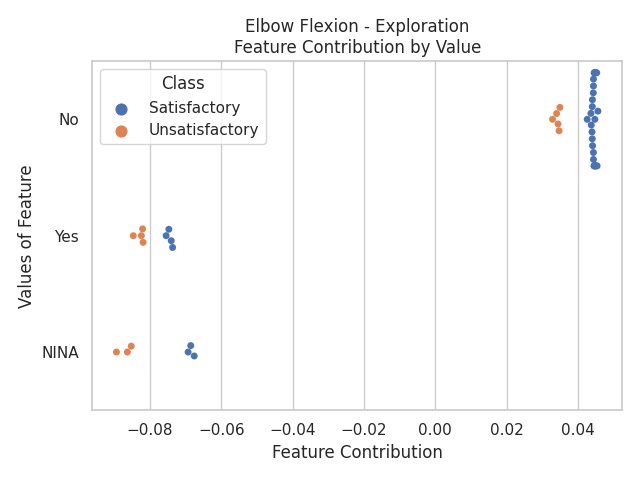 Elbow Flexion - Exploration
Feature Contribution by Value
Class
Satisfactory
Unsatisfactory
Values of Feature
No
Yes
NINA
−0.08 −0.06 −0.04 −0.02 0.00 0.02 0.04
Feature Contribution